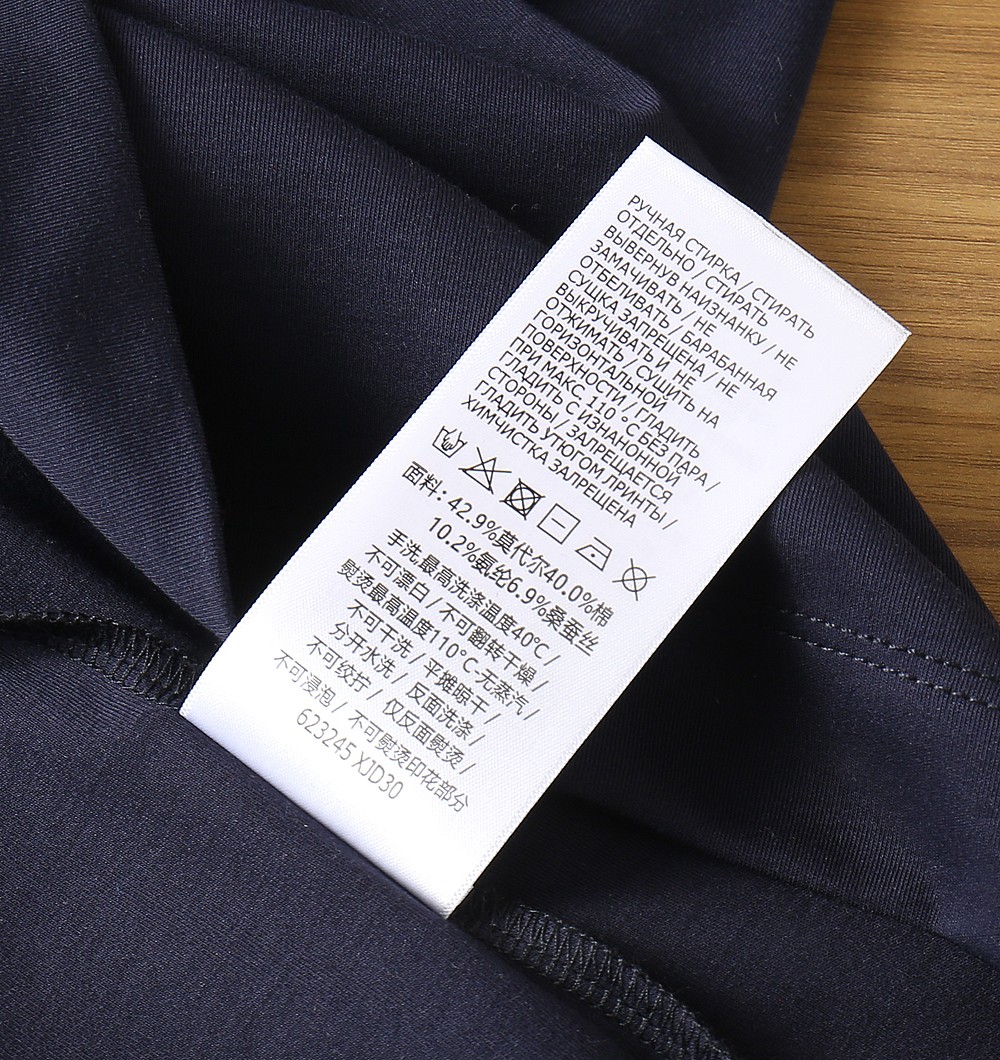 РУЧНАЯ СТИРКА / СТИРАТЬ
ОТДЕЛЬНО / СТИРАТЬ
ВЫВЕРНУВ НАИЗНАНКУ / НЕ
ЗАМАЧИВАТЬ / НЕ
ОТБЕЛИВАТЬ / БАРАБАННАЯ
СУШКА ЗАПРЕЩЕНА / НЕ
ВЫКРУЧИВАТЬ И НЕ
ОТЖИМАТЬ / СУШИТЬ НА
ГОРИЗОНТАЛЬНОЙ
ПОВЕРХНОСТИ / ГЛАДИТЬ
ПРИ МАКС. 110 °С БЕЗ ПАРА /
ГЛАДИТЬ С ИЗНАНОЧНОЙ
СТОРОНЫ / ЗАПРЕЩАЕТСЯ
ГЛАДИТЬ УТЮГОМ ПРИНТЫ /
ХИМЧИСТКА ЗАПРЕЩЕНА
面料: 42.9%莫代尔40.0%棉
10.2%氨纶6.9%桑蚕丝
手洗最高洗涤温度40℃ /
不可漂白 / 不可翻转干燥 /
熨烫最高温度110°C-无蒸汽 /
不可干洗 / 平摊晾干 /
分开水洗 / 反面洗涤 /
不可绞拧 / 仅反面熨烫 /
不可浸泡 / 不可熨烫印花部分
623245 XJD30